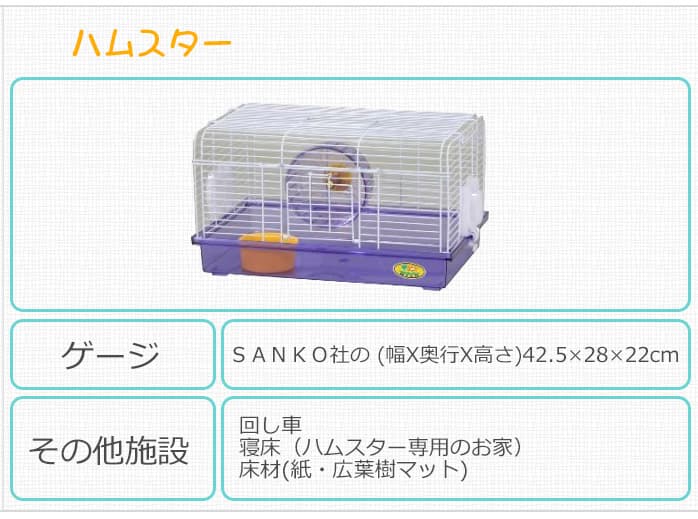 ハムスター
ゲージ
ＳＡＮＫＯ社の (幅X奥行X高さ)42.5×28×22cm
その他施設
回し車
寝床（ハムスター専用のお家）
床材(紙・広葉樹マット)